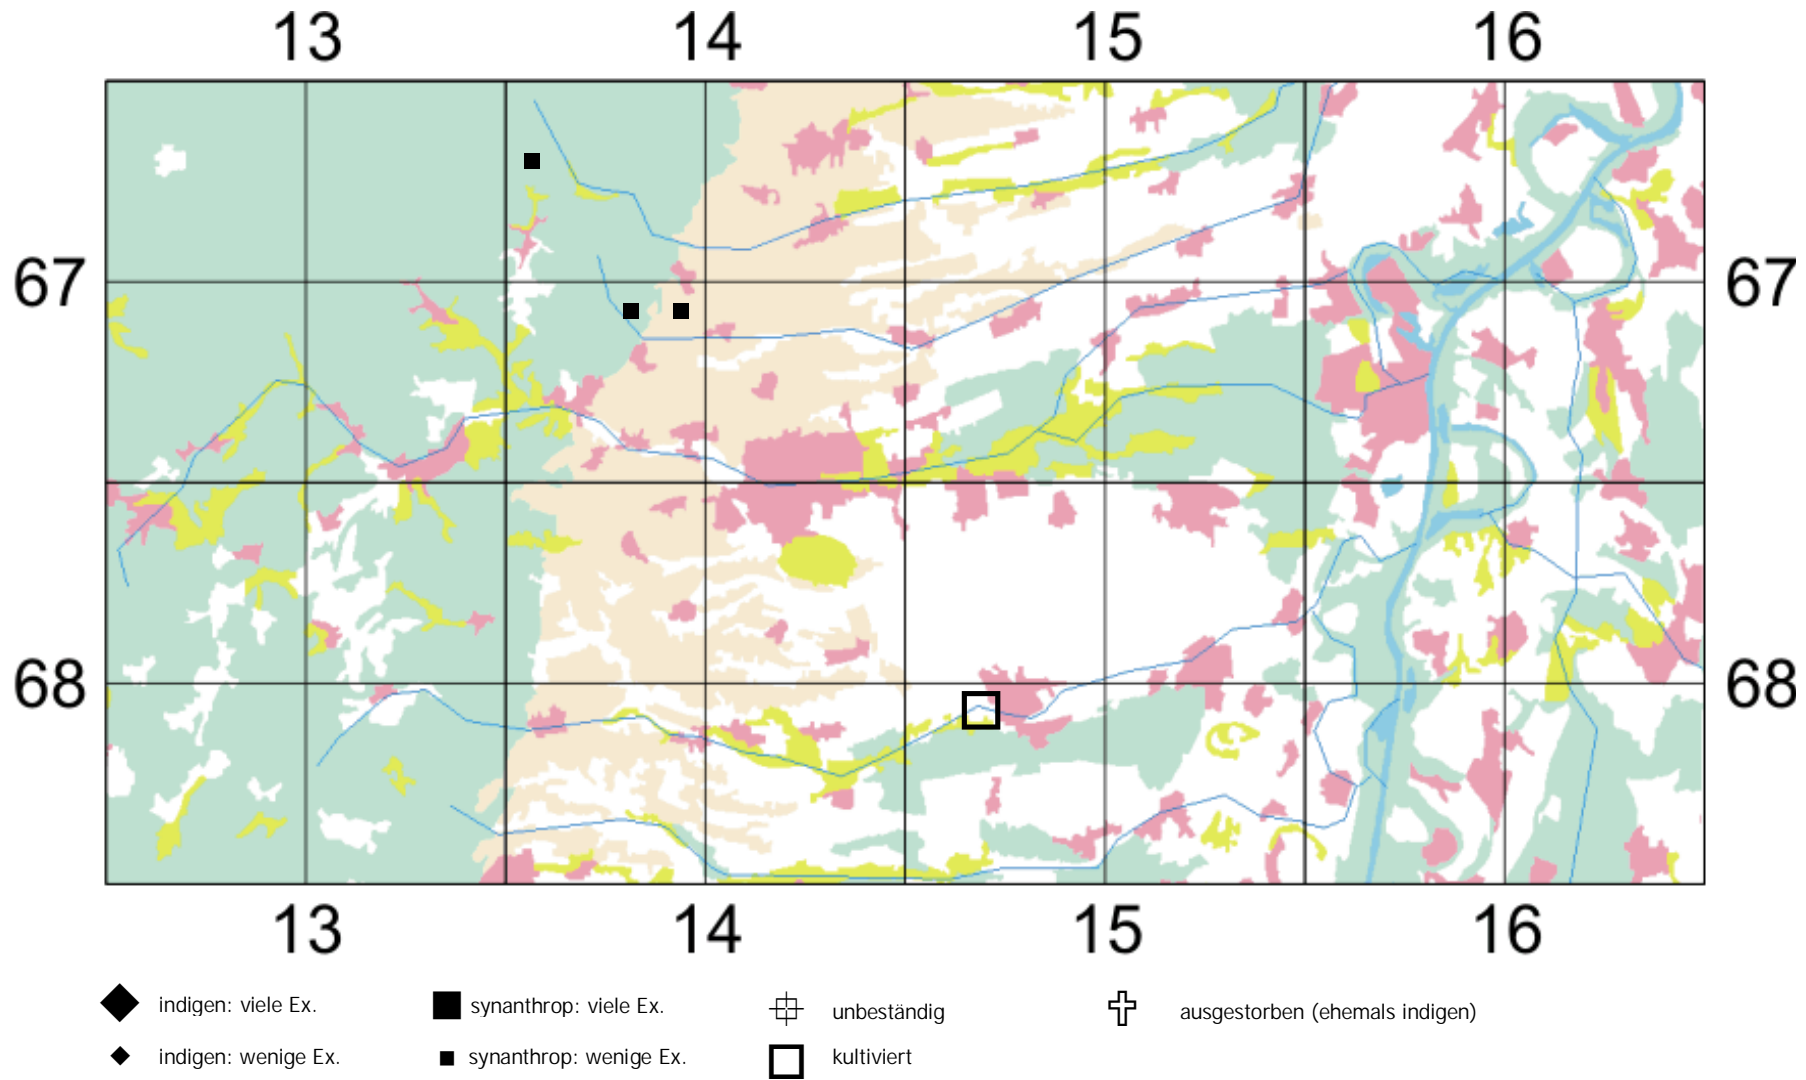 13 14 15 16
67 67
68 68
13 14 15 16
indigen: viele Ex. synanthrop: viele Ex. unbeständig ausgestorben (ehemals indigen)
indigen: wenige Ex. synanthrop: wenige Ex. kultiviert